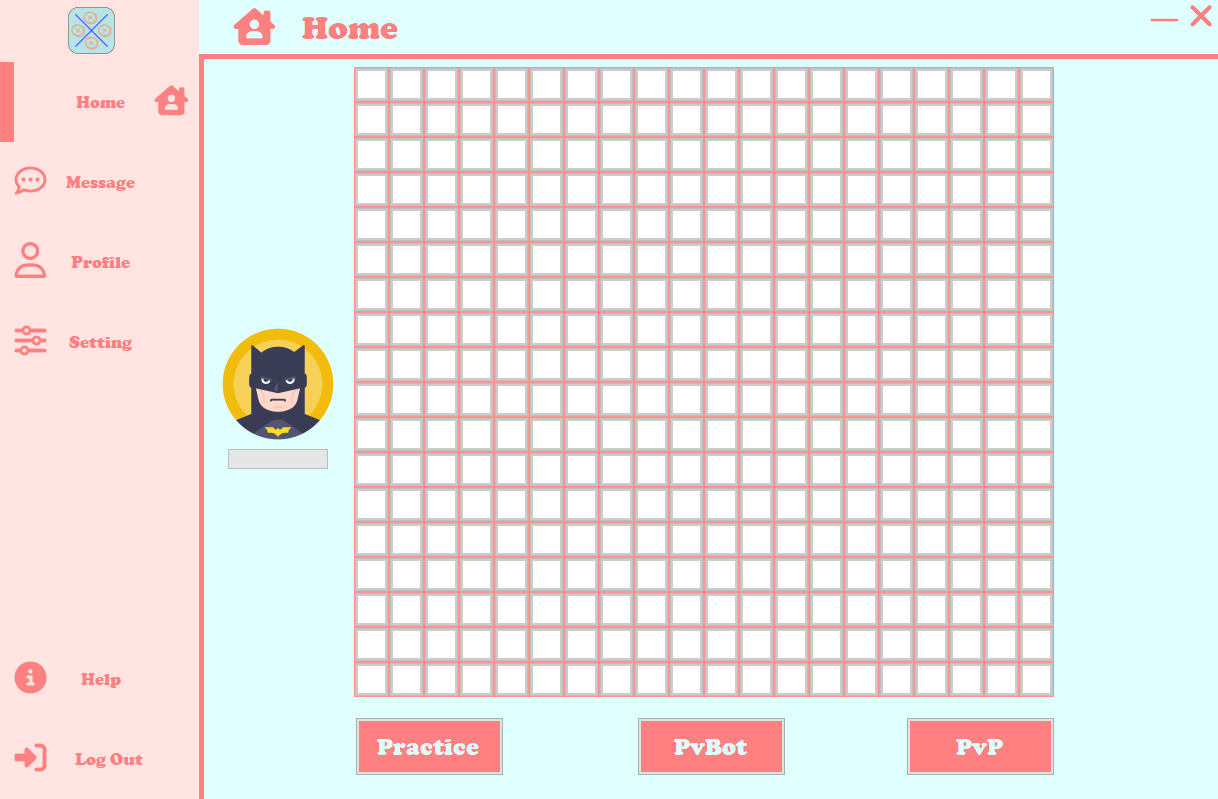 Home
Home
Message
Profile
Setting
Help
Log Out
Practice
PvBot
PvP